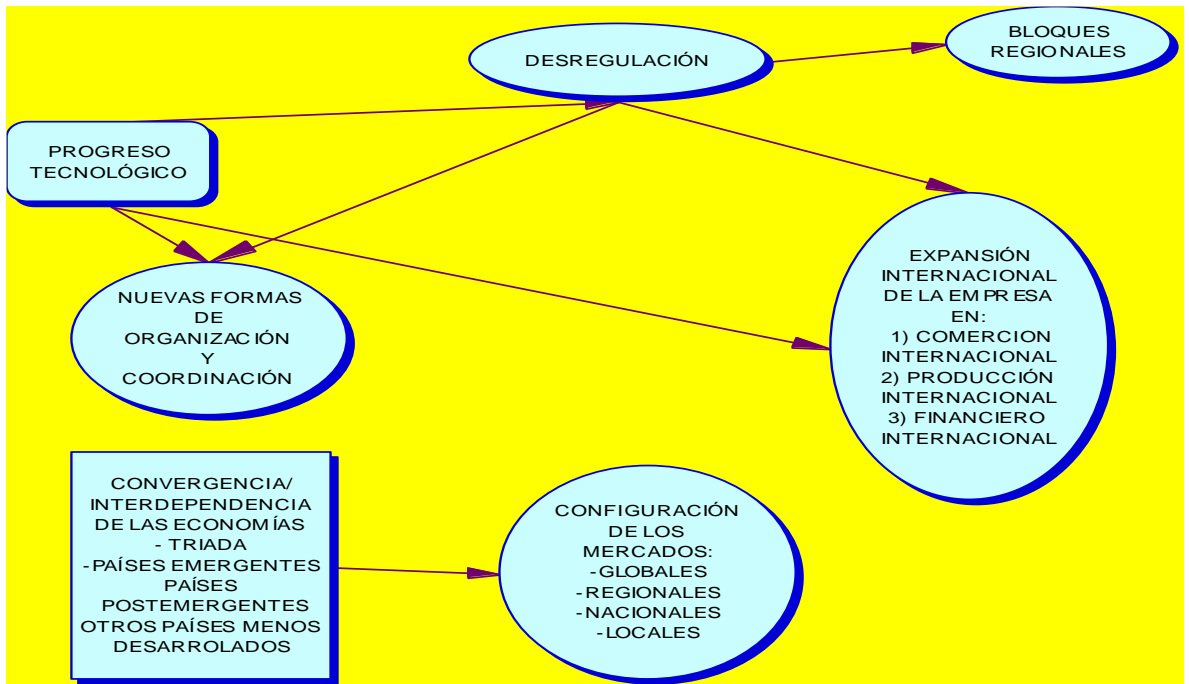 BLOQUES
REGIONALES
DESREGULACIÓN
PROGRESO
TECNOLÓGICO
NUEVAS FORMAS
DE
ORGANIZACIÓN
Y
COORDINACIÓN
EXPANSIÓN
INTERNACIONAL
DE LA EMPRESA
EN:
1) COMERCION
INTERNACIONAL
2) PRODUCCIÓN
INTERNACIONAL
3) FINANCIERO
INTERNACIONAL
CONVERGENCIA/
INTERDEPENDENCIA
DE LAS ECONOMÍAS
- TRIADA
-PAÍSES EMERGENTES
PAÍSES
POSTEMERGENTES
OTROS PAÍSES MENOS
DESARROLADOS
CONFIGURACIÓN
DE LOS
MERCADOS:
-GLOBALES
-REGIONALES
-NACIONALES
-LOCALES